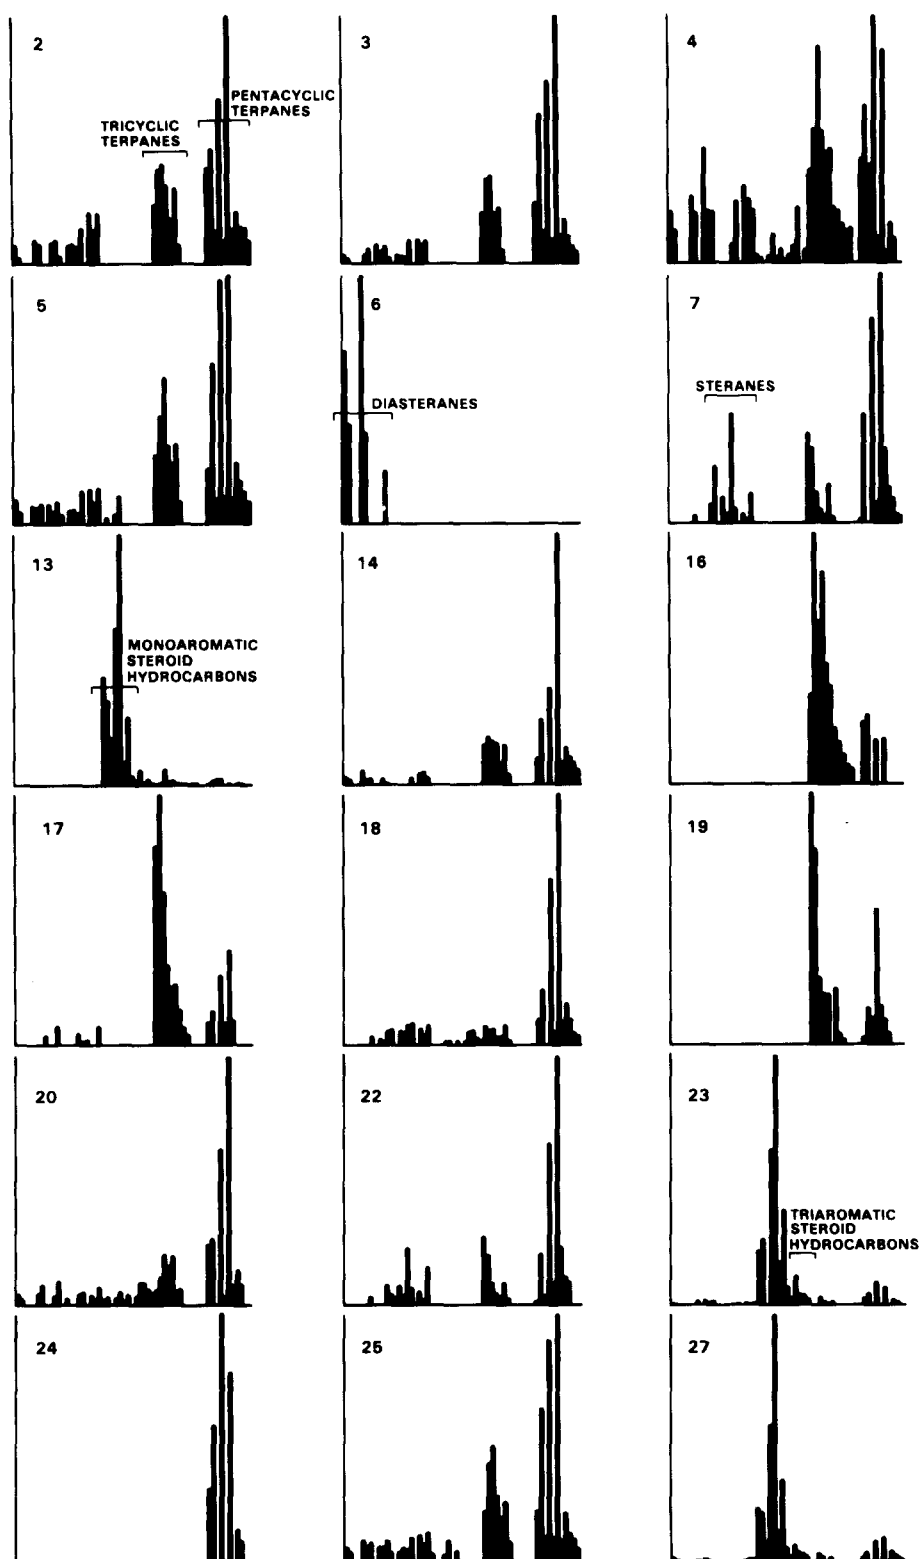 2
3
4
PENTACYCLIC
TERPANES
TRICYCLIC
TERPANES
5
6
7
DIASTERANES
STERANES
13
14
16
MONOAROMATIC
STEROID
HYDROCARBONS
17
18
19
20
22
23
TRIAROMATIC
STEROID
HYDROCARBONS
24
25
27